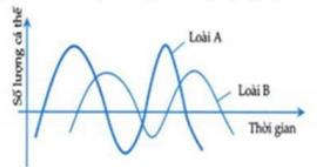 Số lượng cá thể
Loài A
Loài B
Thời gian